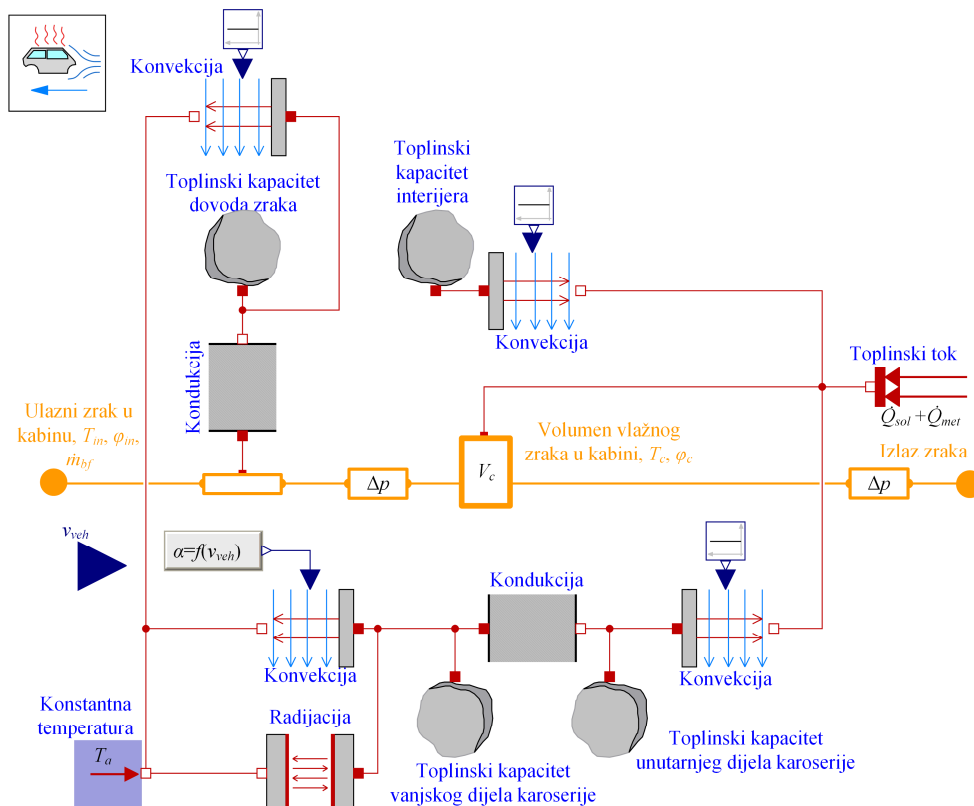 Konvekcija
Toplinski kapacitet
dovoda zraka
Toplinski
kapacitet
interijera
Konvekcija
Kondukcija
Toplinski tok
Q̇sol + Q̇met
Ulazni zrak u
kabinu, Tin, φin,
ṁbf
Δp
Vc
Volumen vlažnog
zraka u kabini, Tc, φc
Izlaz zraka
Δp
vveh
α=f(vveh)
Konvekcija
Kondukcija
Konvekcija
Konstantna
temperatura
Ta
Radijacija
Toplinski kapacitet
vanjskog dijela karoserije
Toplinski kapacitet
unutarnjeg dijela karoserije